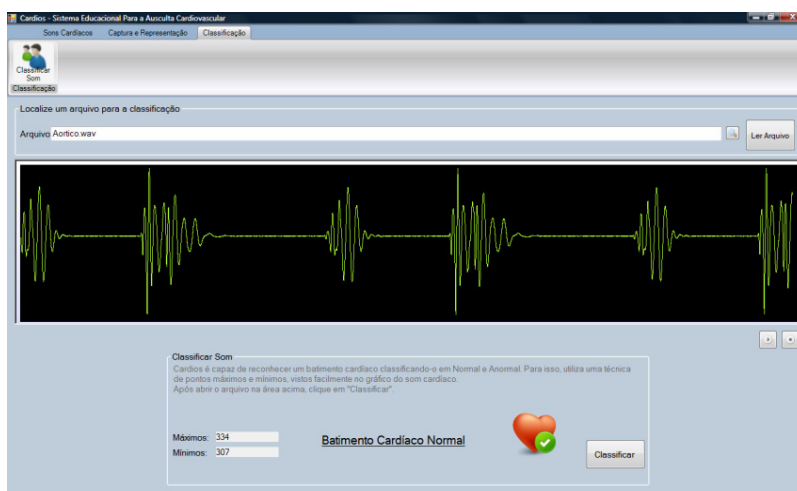 Cardios - Sistema Educacional Para a Ausculta Cardiovascular
Sons Cardíacos Captura e Representação Classificação
Classificar
Som
Classificação
Localize um arquivo para a classificação
Arquivo Aortico.wav
Ler Arquivo
Classificar Som
Cardios é capaz de reconhecer um batimento cardíaco classificando-o em Normal e Anormal. Para isso, utiliza uma técnica
de pontos máximos e mínimos, vistos facilmente no gráfico do som cardíaco.
Após abrir o arquivo na área acima, clique em "Classificar".
Máximos: 334
Mínimos: 307
Batimento Cardíaco Normal
Classificar